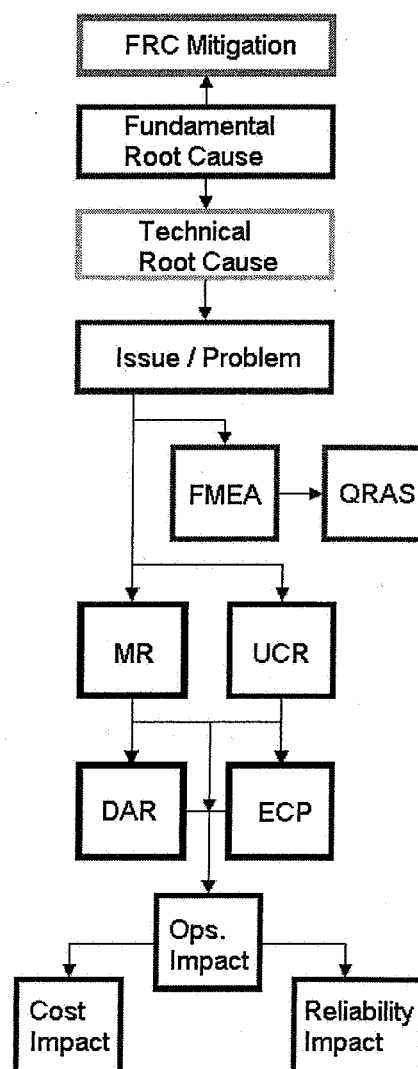 FRC Mitigation
Fundamental
Root Cause
Technical
Root Cause
Issue / Problem
FMEA
QRAS
MR
UCR
DAR
ECP
Ops.
Impact
Cost
Impact
Reliability
Impact